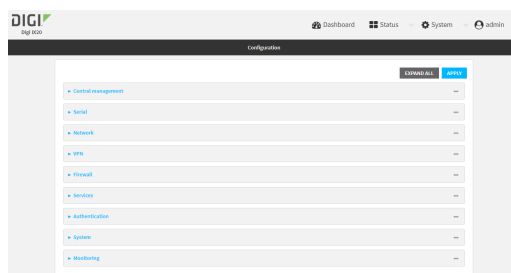 DIGI
Digi IX20
Dashboard Status System admin
Configuration
EXPAND ALL APPLY
Central management
Serial
Network
VPN
Firewall
Services
Authentication
System
Monitoring